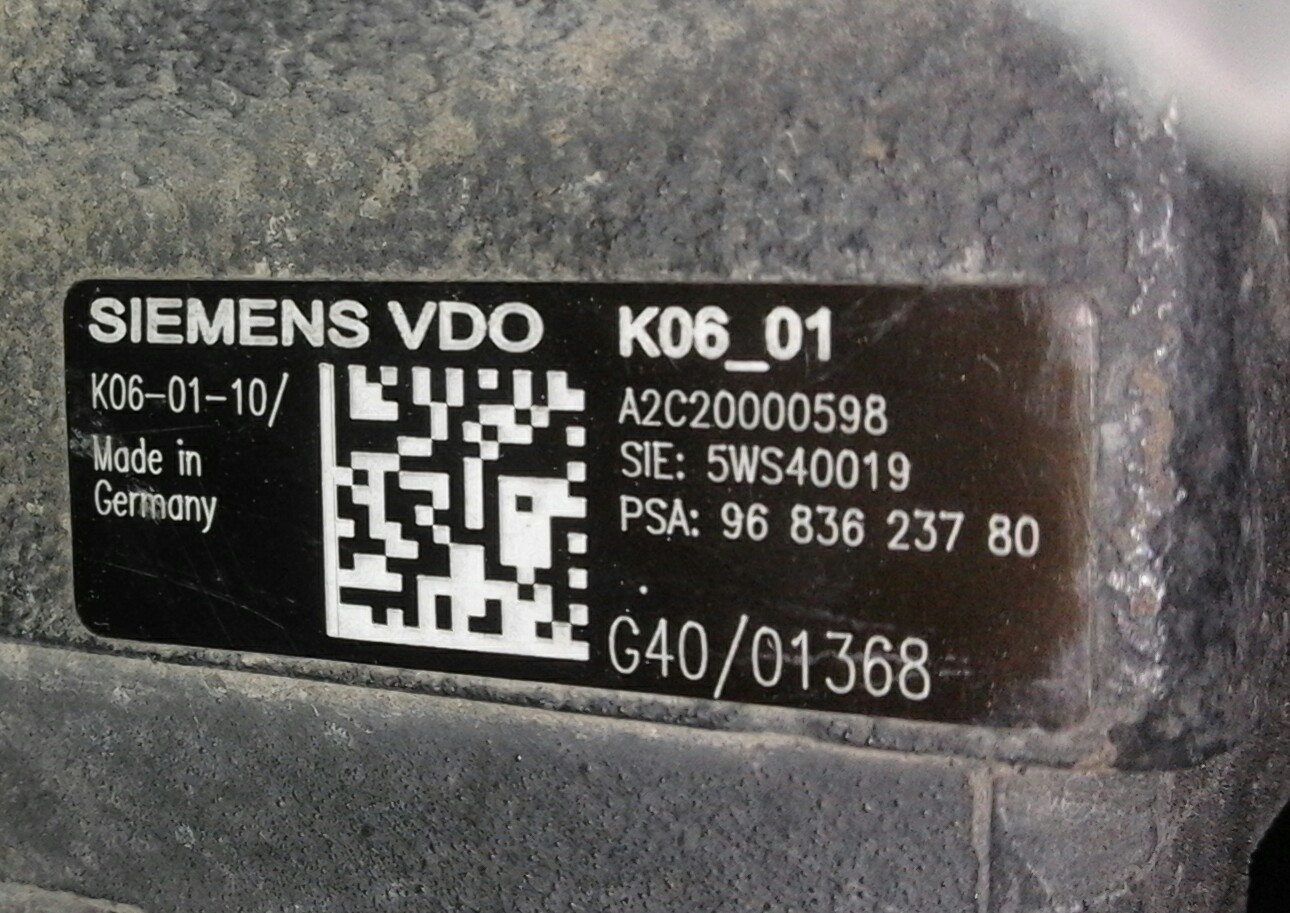 SIEMENS VDO
K06-01-10/
Made in
Germany
K06_01
A2C20000598
SIE: 5WS40019
PSA: 96 836 237 80
G40/01368